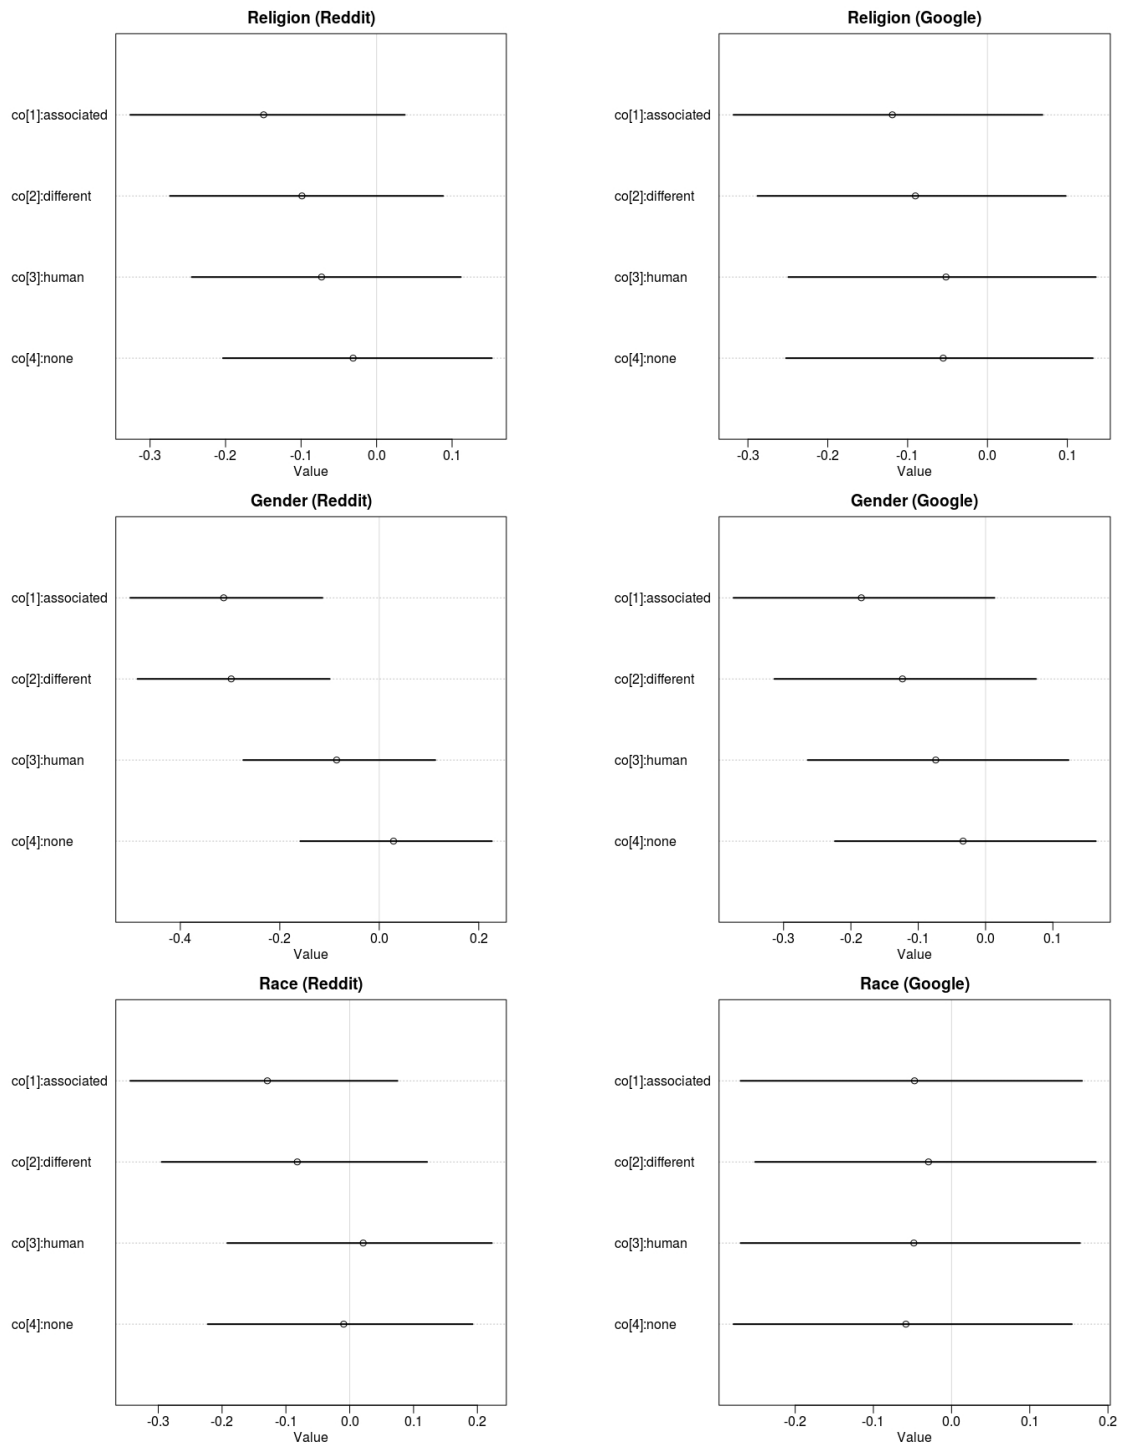 Religion (Reddit)
co[1]:associated
co[2]:different
co[3]:human
co[4]:none
-0.3 -0.2 -0.1 0.0 0.1
Value
Religion (Google)
co[1]:associated
co[2]:different
co[3]:human
co[4]:none
-0.3 -0.2 -0.1 0.0 0.1
Value
Gender (Reddit)
co[1]:associated
co[2]:different
co[3]:human
co[4]:none
-0.4 -0.2 0.0 0.2
Value
Gender (Google)
co[1]:associated
co[2]:different
co[3]:human
co[4]:none
-0.3 -0.2 -0.1 0.0 0.1
Value
Race (Reddit)
co[1]:associated
co[2]:different
co[3]:human
co[4]:none
-0.3 -0.2 -0.1 0.0 0.1 0.2
Value
Race (Google)
co[1]:associated
co[2]:different
co[3]:human
co[4]:none
-0.2 -0.1 0.0 0.1 0.2
Value